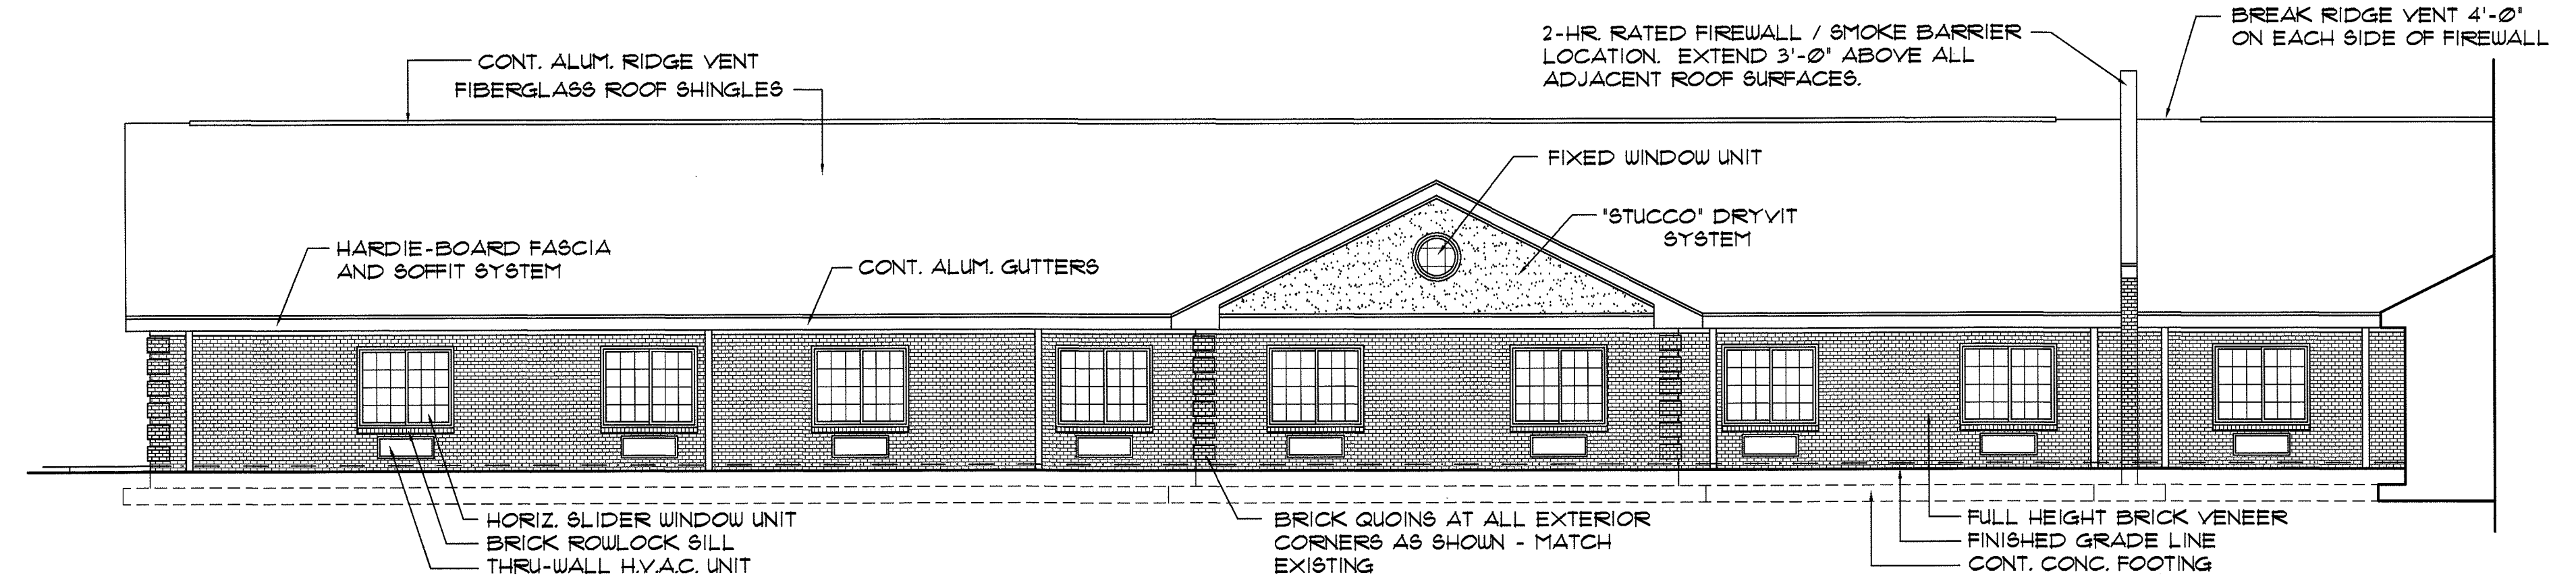 CONT. ALUM. RIDGE VENT
FIBERGLASS ROOF SHINGLES
2-HR. RATED FIREWALL / SMOKE BARRIER
LOCATION. EXTEND 3'-0" ABOVE ALL
ADJACENT ROOF SURFACES.
BREAK RIDGE VENT 4'-0"
ON EACH SIDE OF FIREWALL
FIXED WINDOW UNIT
"STUCCO" DRYVIT
SYSTEM
HARDIE-BOARD FASCIA
AND SOFFIT SYSTEM
CONT. ALUM. GUTTERS
HORIZ. SLIDER WINDOW UNIT
BRICK ROWLOCK SILL
THRU-WALL H.V.A.C. UNIT
BRICK QUOINS AT ALL EXTERIOR
CORNERS AS SHOWN - MATCH
EXISTING
FULL HEIGHT BRICK VENEER
FINISHED GRADE LINE
CONT. CONC. FOOTING